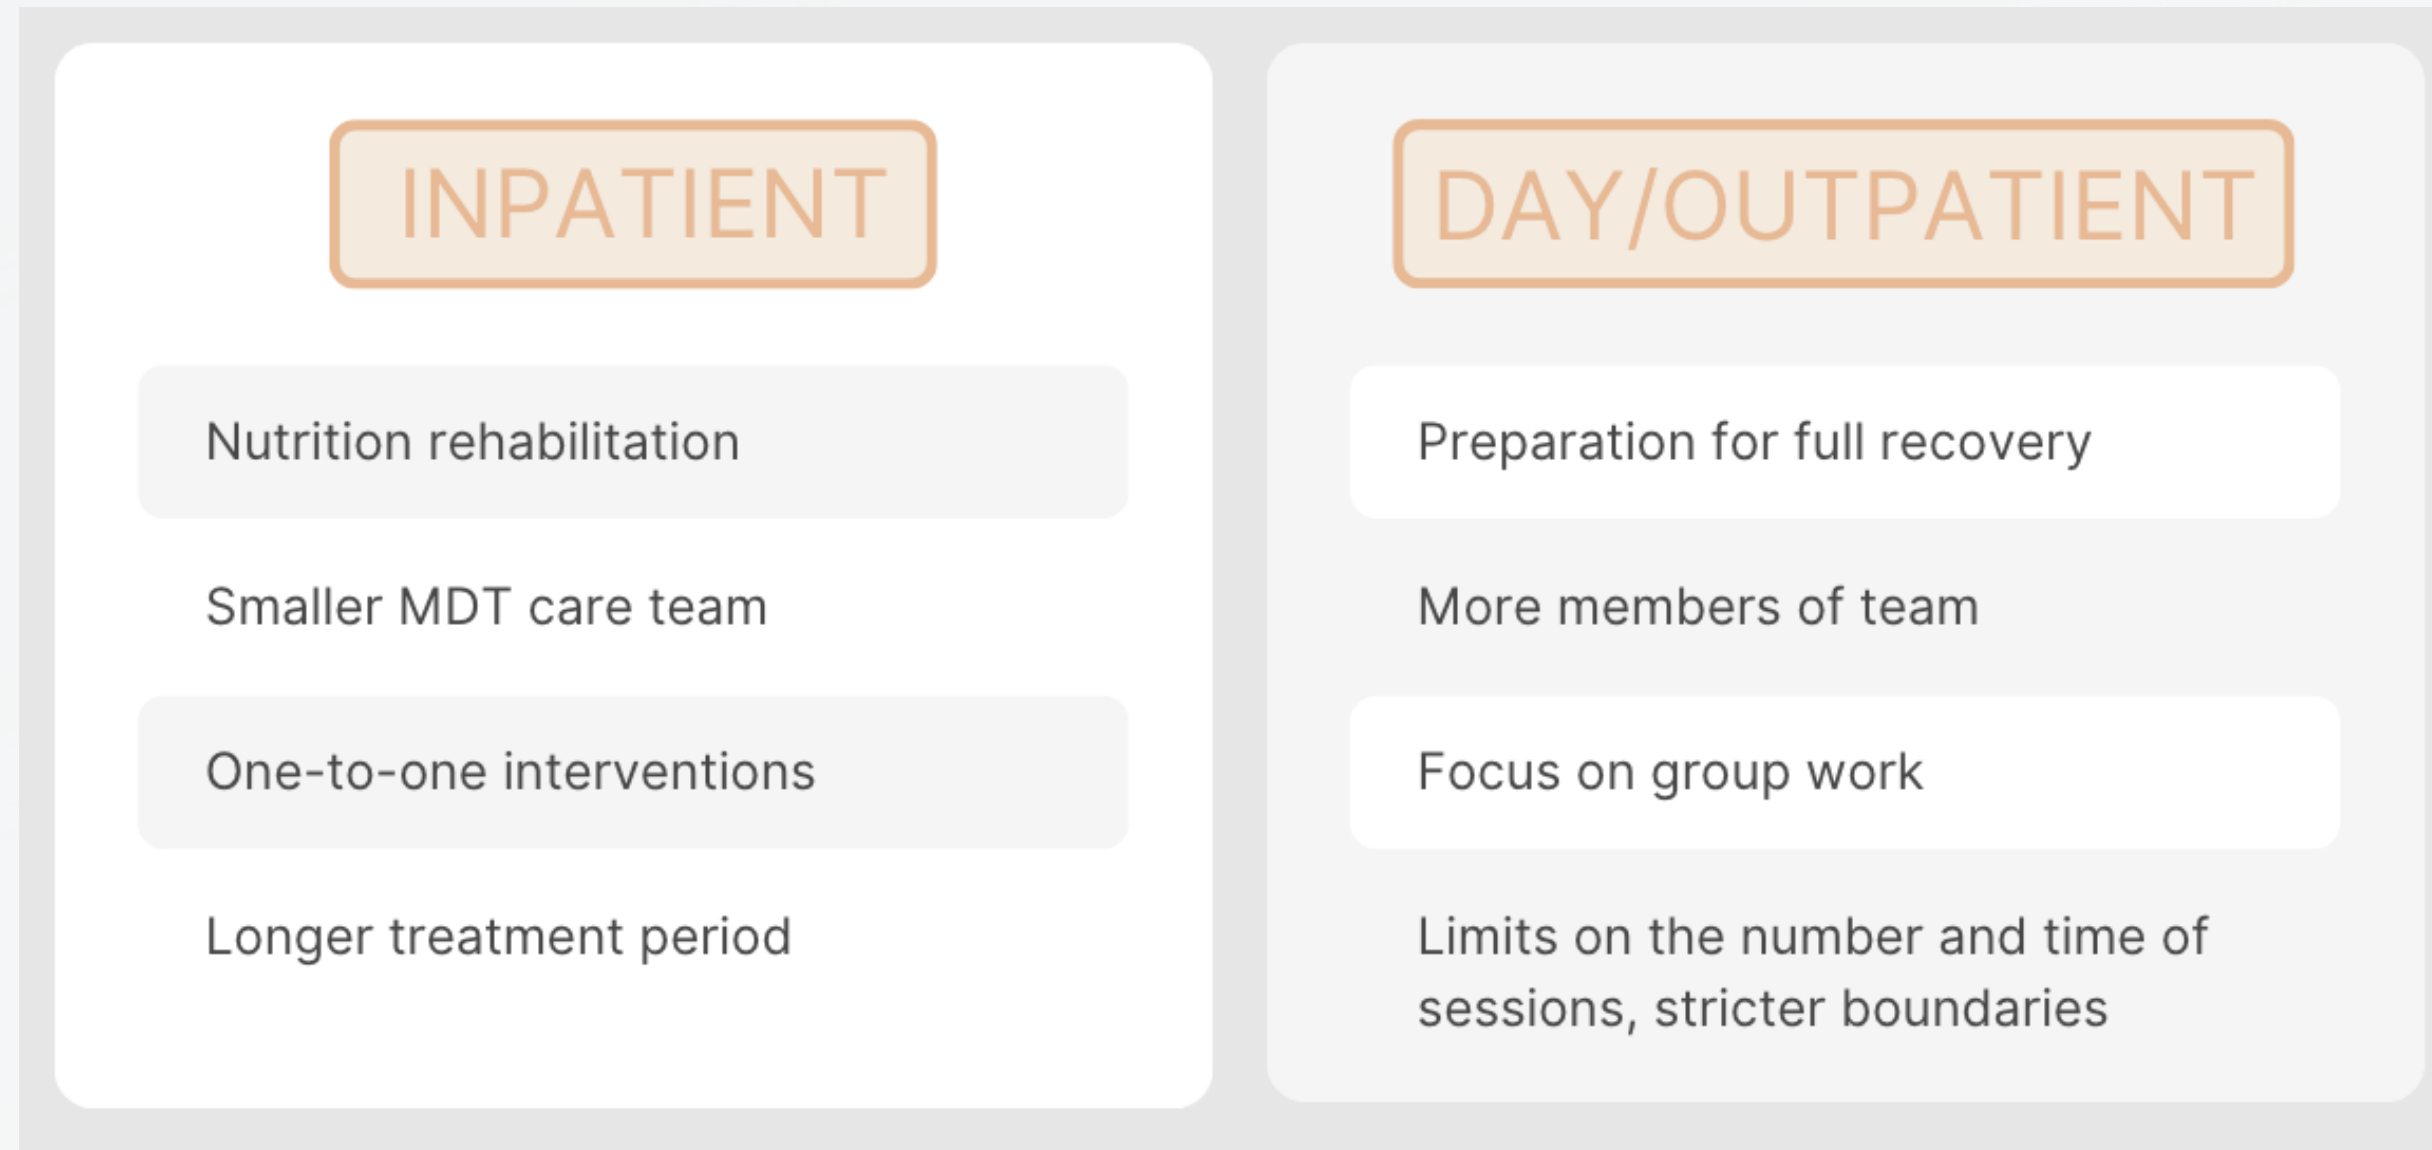 INPATIENT
Nutrition rehabilitation
Smaller MDT care team
One-to-one interventions
Longer treatment period
DAY/OUTPATIENT
Preparation for full recovery
More members of team
Focus on group work
Limits on the number and time of
sessions, stricter boundaries